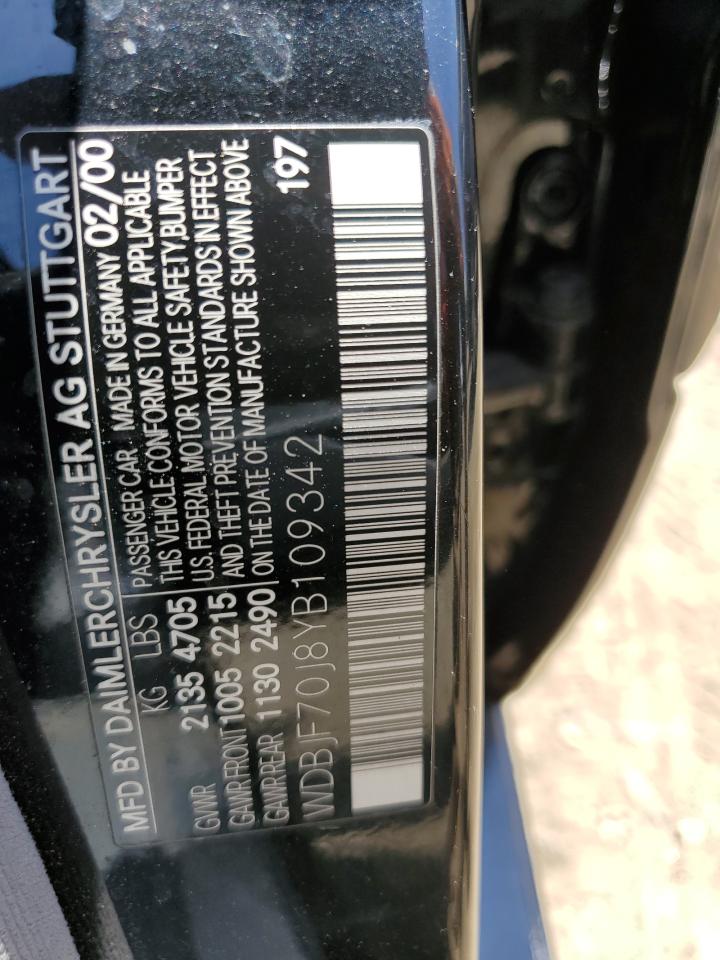 MFD BY DAIMLERCHRYSLER AG STUTTGART
KG LBS PASSENGER CAR MADE IN GERMANY 02/00
GVWR 2135 4705 THIS VEHICLE CONFORMS TO ALL APPLICABLE
U.S. FEDERAL MOTOR VEHICLE SAFETY,BUMPER
GAWR FRONT 1005 2215 AND THEFT PREVENTION STANDARDS IN EFFECT
GAWR REAR 1130 2490 ON THE DATE OF MANUFACTURE SHOWN ABOVE
WDBJF70J8YB109342 197